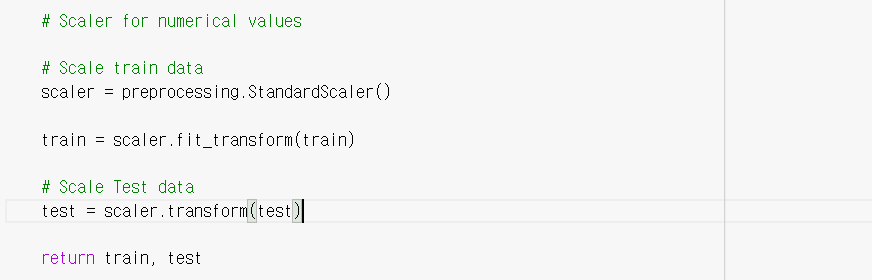 # Scaler for numerical values
# Scale train data
scaler = preprocessing.StandardScaler()
train = scaler.fit_transform(train)
# Scale Test data
test = scaler.transform(test)
return train, test